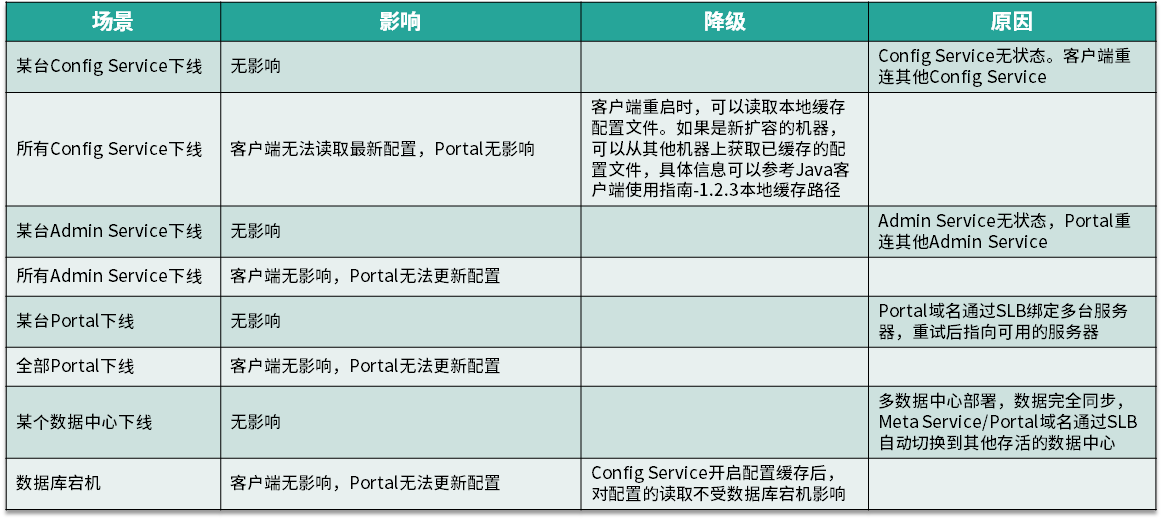 场景 影响 降级 原因
某台Config Service下线 无影响 Config Service无状态。客户端重
连其他Config Service
所有Config Service下线 客户端无法读取最新配置，Portal无影响
客户端重启时，可以读取本地缓存
配置文件。如果是新扩容的机器，
可以从其他机器上获取已缓存的配
置文件，具体信息可以参考Java客
户端使用指南-1.2.3本地缓存路径
某台Admin Service下线 无影响 Admin Service无状态，Portal重
连其他Admin Service
所有Admin Service下线 客户端无影响，Portal无法更新配置
某台Portal下线 无影响 Portal域名通过SLB绑定多台服务
器，重试后指向可用的服务器
全部Portal下线 客户端无影响，Portal无法更新配置
某个数据中心下线 无影响 多数据中心部署，数据完全同步，
Meta Service/Portal域名通过SLB
自动切换到其他存活的数据中心
数据库宕机 客户端无影响，Portal无法更新配置 Config Service开启配置缓存后，
对配置的读取不受数据库宕机影响